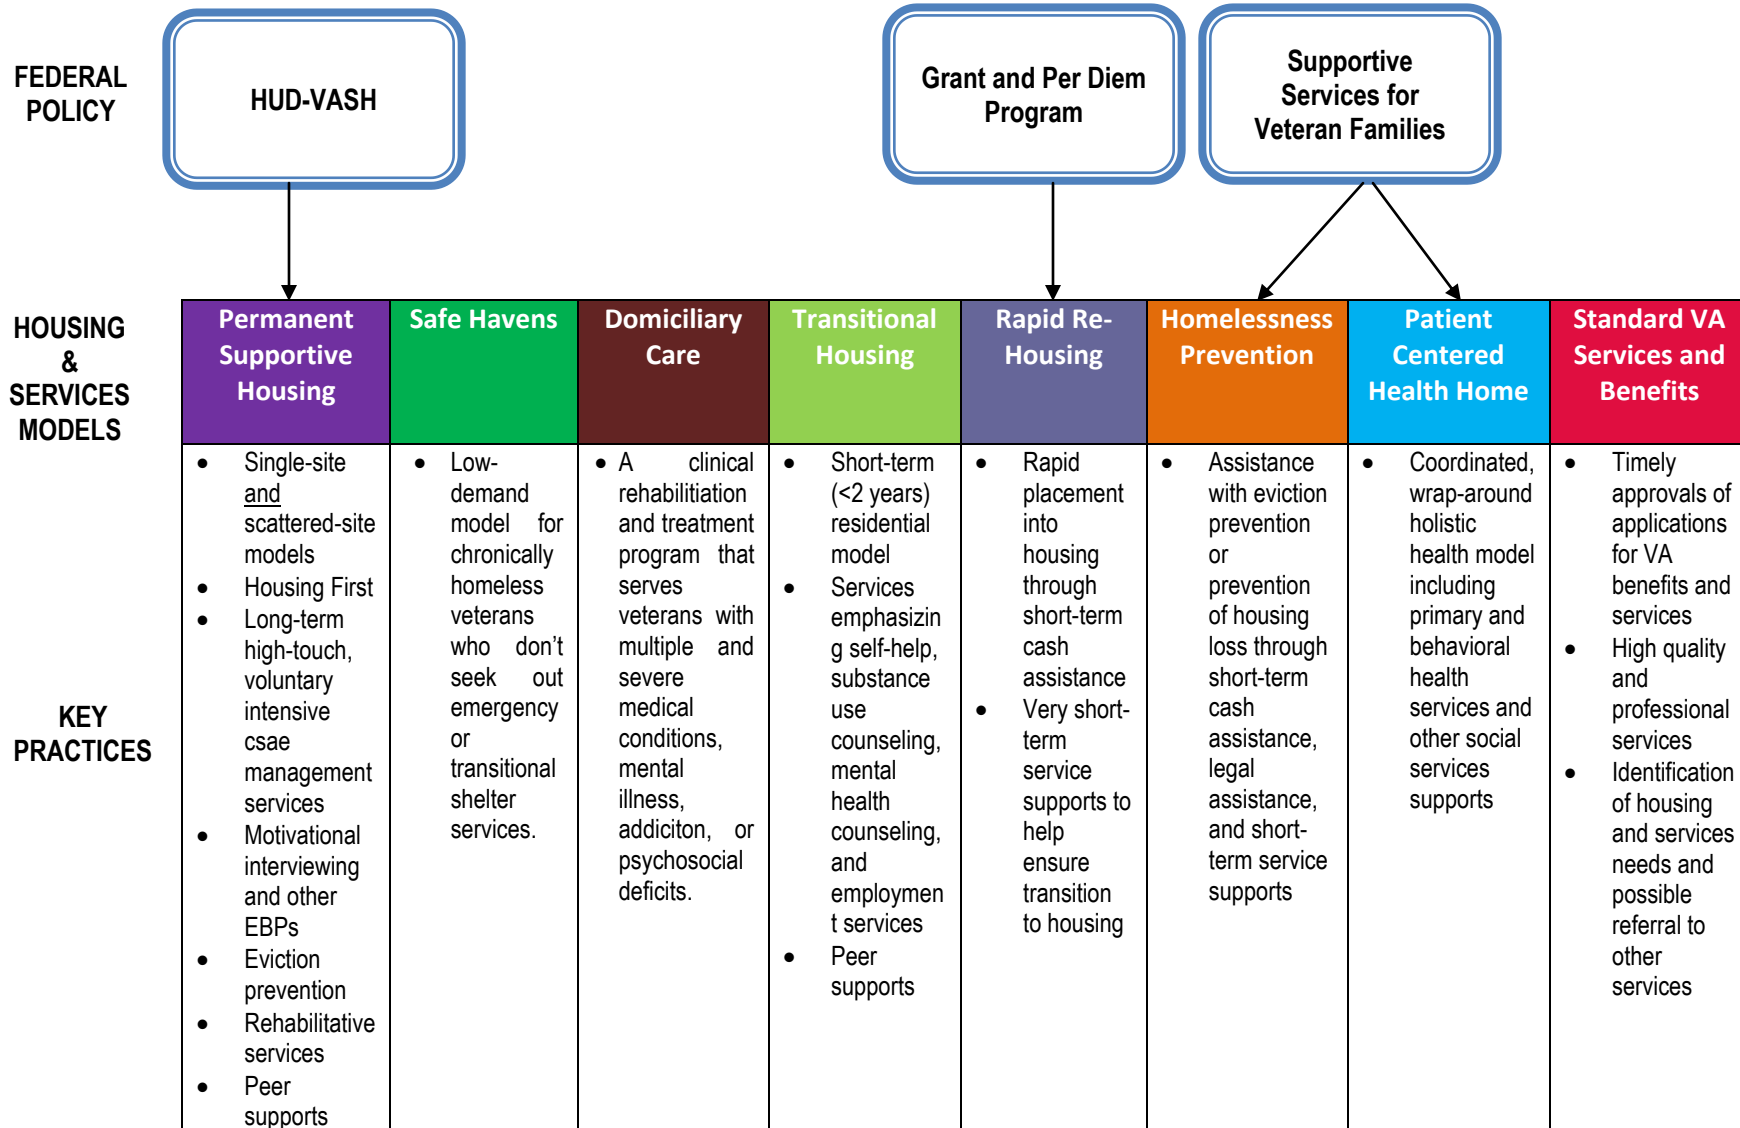 FEDERAL
POLICY
HUD-VASH
Grant and Per Diem
Program
Supportive
Services for
Veteran Families
HOUSING
&
SERVICES
MODELS
Permanent
Supportive
Housing
Safe Havens
Domiciliary
Care
Transitional
Housing
Rapid Re-
Housing
Homelessness
Prevention
Patient
Centered
Health Home
Standard VA
Services and
Benefits
KEY
PRACTICES
• Single-site
and
scattered-site
models
• Housing First
• Long-term
high-touch,
voluntary
intensive
csae
management
services
• Motivational
interviewing
and other
EBPs
• Eviction
prevention
• Rehabilitative
services
• Peer
supports
• Low-
demand
model for
chronically
homeless
veterans
who don’t
seek out
emergency
or
transitional
shelter
services.
• A clinical
rehabilitiation
and treatment
program that
serves
veterans with
multiple and
severe
medical
conditions,
mental
illness,
addiciton, or
psychosocial
deficits.
• Short-term
(<2 years)
residential
model
• Services
emphasizin
g self-help,
substance
use
counseling,
mental
health
counseling,
and
employmen
t services
• Peer
supports
• Rapid
placement
into
housing
through
short-term
cash
assistance
• Very short-
term
service
supports to
help
ensure
transition
to housing
• Assistance
with eviction
prevention
or
prevention
of housing
loss through
short-term
cash
assistance,
legal
assistance,
and short-
term service
supports
• Coordinated,
wrap-around
holistic
health model
including
primary and
behavioral
health
services and
other social
services
supports
• Timely
approvals of
applications
for VA
benefits and
services
• High quality
and
professional
services
• Identification
of housing
and services
needs and
possible
referral to
other
services